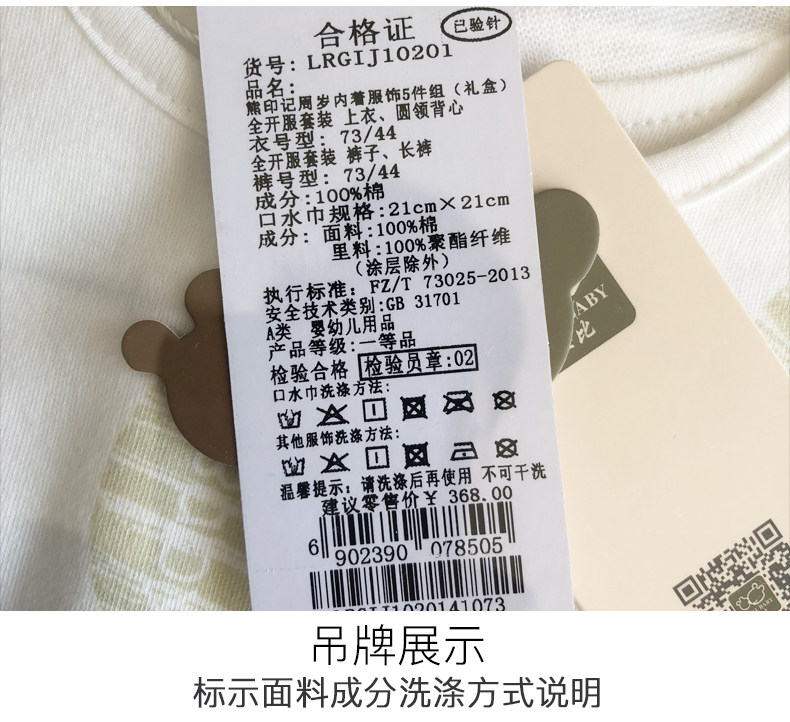 合格证
已验针
货号: LRGIJ10201
品名:
熊印记周岁内着服饰5件组（礼盒）
全开服套装 上衣、圆领背心
衣号型: 73/44
全开服套装 裤子、长裤
裤号型: 73/44
成分:100%棉
口水巾规格:21cm×21cm
成分: 面料:100%棉
里料:100%聚酯纤维
（涂层除外）
执行标准: FZ/T 73025-2013
安全技术类别:GB 31701
A类 婴幼儿用品
产品等级:一等品
检验合格 检验员章:02
口水巾洗涤方法:
其他服饰洗涤方法:
温馨提示: 请洗涤后再使用 不可干洗
建议零售价¥ 368.00
6 902390 078505
ABY
比
吊牌展示
标示面料成分洗涤方式说明